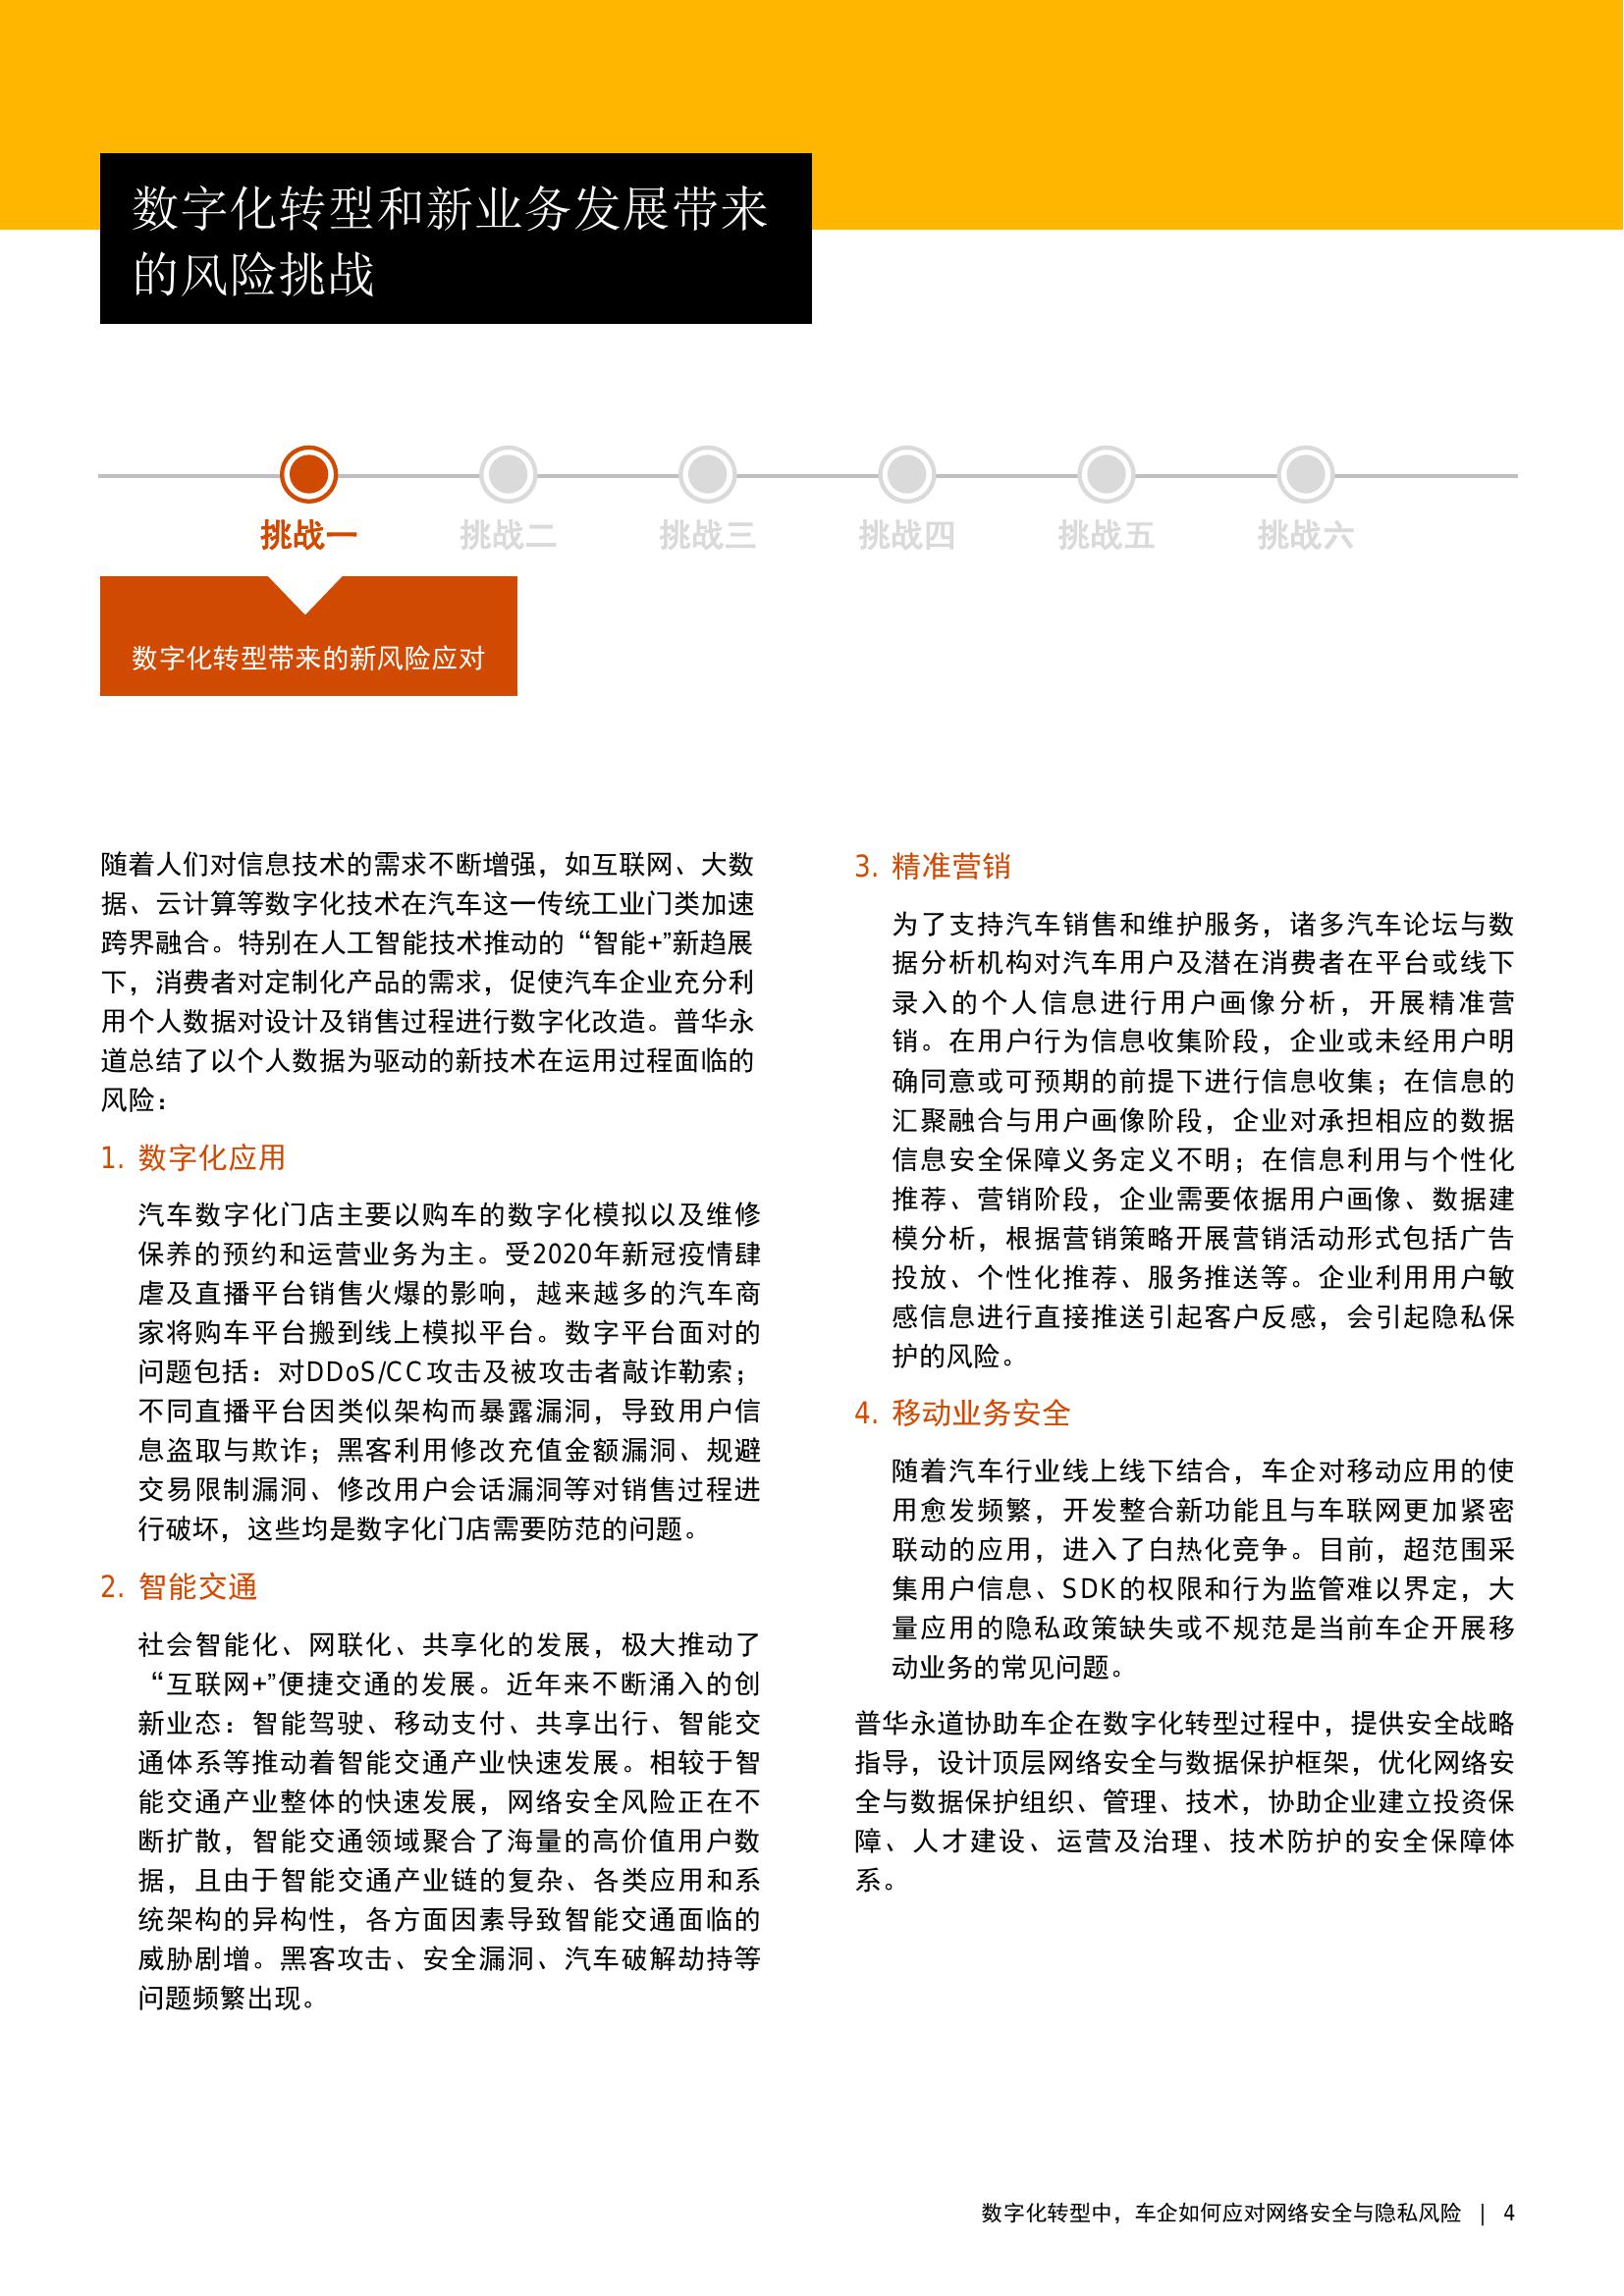 数字化转型和新业务发展带来
的风险挑战
挑战一
挑战二
挑战三
挑战四
挑战五
挑战六
数字化转型带来的新风险应对
随着人们对信息技术的需求不断增强，如互联网、大数
据、云计算等数字化技术在汽车这一传统工业门类加速
跨界融合。特别在人工智能技术推动的“智能+”新趋展
下，消费者对定制化产品的需求，促使汽车企业充分利
用个人数据对设计及销售过程进行数字化改造。普华永
道总结了以个人数据为驱动的新技术在运用过程面临的
风险：
1. 数字化应用
汽车数字化门店主要以购车的数字化模拟以及维修
保养的预约和运营业务为主。受2020年新冠疫情肆
虐及直播平台销售火爆的影响，越来越多的汽车商
家将购车平台搬到线上模拟平台。数字平台面对的
问题包括：对DDoS/CC攻击及被攻击者敲诈勒索；
不同直播平台因类似架构而暴露漏洞，导致用户信
息盗取与欺诈；黑客利用修改充值金额漏洞、规避
交易限制漏洞、修改用户会话漏洞等对销售过程进
行破坏，这些均是数字化门店需要防范的问题。
2. 智能交通
社会智能化、网联化、共享化的发展，极大推动了
“互联网+”便捷交通的发展。近年来不断涌入的创
新业态：智能驾驶、移动支付、共享出行、智能交
通体系等推动着智能交通产业快速发展。相较于智
能交通产业整体的快速发展，网络安全风险正在不
断扩散，智能交通领域聚合了海量的高价值用户数
据，且由于智能交通产业链的复杂、各类应用和系
统架构的异构性，各方面因素导致智能交通面临的
威胁剧增。黑客攻击、安全漏洞、汽车破解劫持等
问题频繁出现。
3. 精准营销
为了支持汽车销售和维护服务，诸多汽车论坛与数
据分析机构对汽车用户及潜在消费者在平台或线下
录入的个人信息进行用户画像分析，开展精准营
销。在用户行为信息收集阶段，企业或未经用户明
确同意或可预期的前提下进行信息收集；在信息的
汇聚融合与用户画像阶段，企业对承担相应的数据
信息安全保障义务定义不明；在信息利用与个性化
推荐、营销阶段，企业需要依据用户画像、数据建
模分析，根据营销策略开展营销活动形式包括广告
投放、个性化推荐、服务推送等。企业利用用户敏
感信息进行直接推送引起客户反感，会引起隐私保
护的风险。
4. 移动业务安全
随着汽车行业线上线下结合，车企对移动应用的使
用愈发频繁，开发整合新功能且与车联网更加紧密
联动的应用，进入了白热化竞争。目前，超范围采
集用户信息、SDK的权限和行为监管难以界定，大
量应用的隐私政策缺失或不规范是当前车企开展移
动业务的常见问题。
普华永道协助车企在数字化转型过程中，提供安全战略
指导，设计顶层网络安全与数据保护框架，优化网络安
全与数据保护组织、管理、技术，协助企业建立投资保
障、人才建设、运营及治理、技术防护的安全保障体
系。
数字化转型中，车企如何应对网络安全与隐私风险 | 4